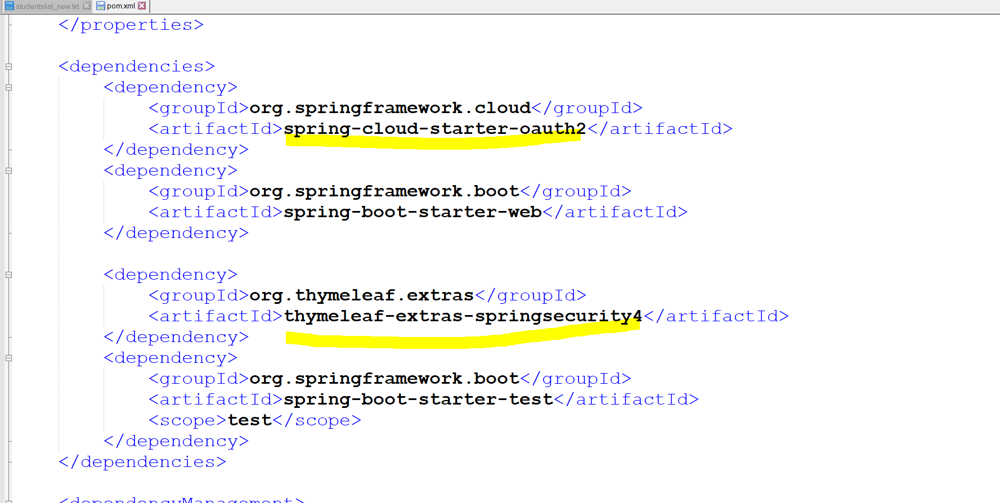 studentslist_new.txt pom.xml
</properties>
<dependencies>
<dependency>
<groupId>org.springframework.cloud</groupId>
<artifactId>spring-cloud-starter-oauth2</artifactId>
</dependency>
<dependency>
<groupId>org.springframework.boot</groupId>
<artifactId>spring-boot-starter-web</artifactId>
</dependency>
<dependency>
<groupId>org.thymeleaf.extras</groupId>
<artifactId>thymeleaf-extras-springsecurity4</artifactId>
</dependency>
<dependency>
<groupId>org.springframework.boot</groupId>
<artifactId>spring-boot-starter-test</artifactId>
<scope>test</scope>
</dependency>
</dependencies>
<dependencyManagement>